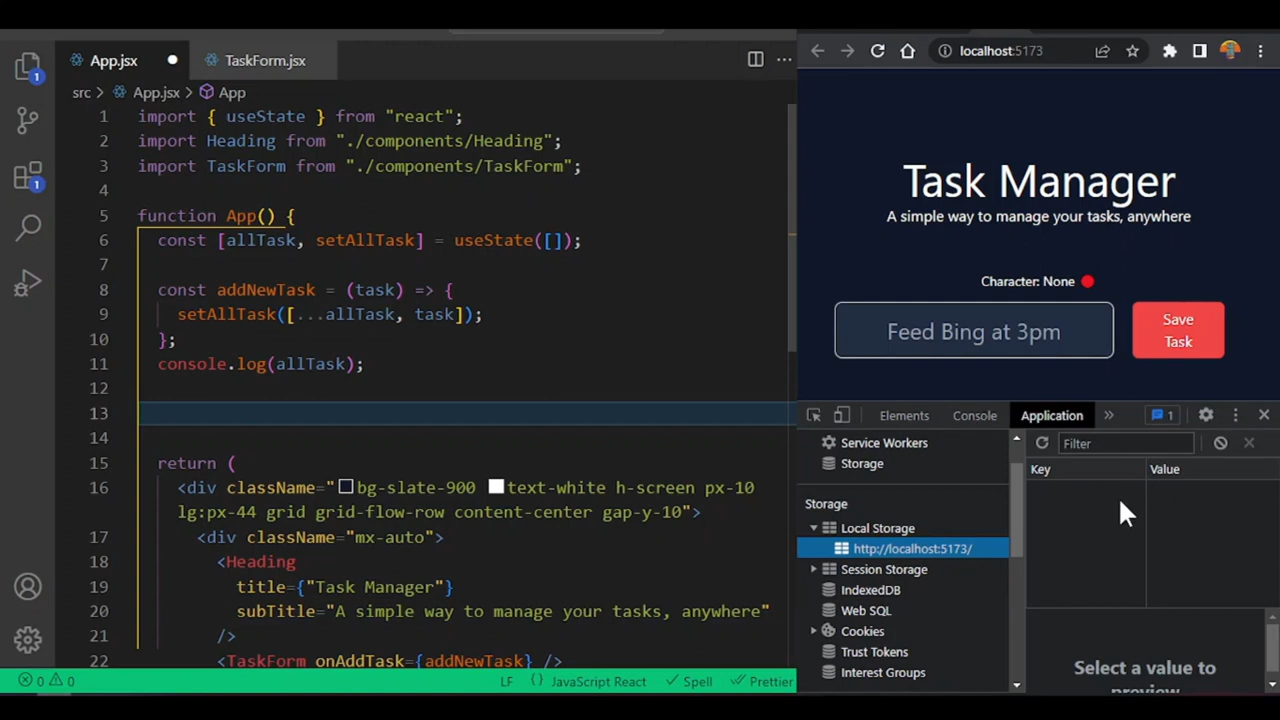 App.jsx
TaskForm.jsx
src > App.jsx > App
1 import { useState } from "react";
2 import Heading from "./components/Heading";
3 import TaskForm from "./components/TaskForm";
4
5 function App() {
6 const [allTask, setAllTask] = useState([]);
7
8 const addNewTask = (task) => {
9 setAllTask([...allTask, task]);
10 };
11 console.log(allTask);
12
13
14
15 return (
16 <div className="bg-slate-900 text-white h-screen px-10
lg:px-44 grid grid-flow-row content-center gap-y-10">
17 <div className="mx-auto">
18 <Heading
19 title={"Task Manager"}
20 subTitle="A simple way to manage your tasks, anywhere"
21 />
22 <TaskForm onAddTask={addNewTask} />
1
1
0 0
LF
{} JavaScript React
Spell
Prettier
localhost:5173
Task Manager
A simple way to manage your tasks, anywhere
Character: None
Feed Bing at 3pm
Save
Task
Elements
Console
Application
1
Service Workers
Storage
Storage
Local Storage
http://localhost:5173/
Session Storage
IndexedDB
Web SQL
Cookies
Trust Tokens
Interest Groups
Filter
Key
Value
Select a value to
preview